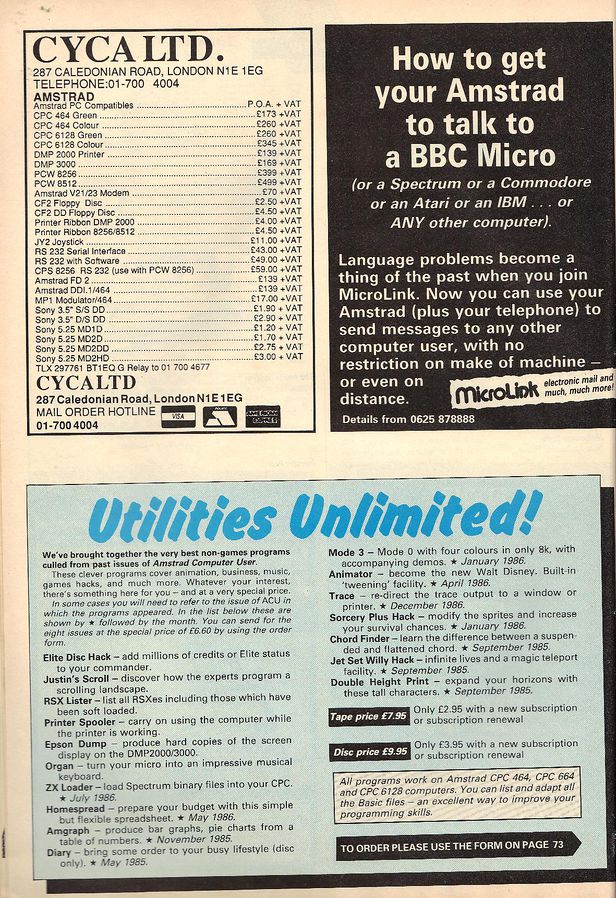 CYCA LTD.
287 CALEDONIAN ROAD, LONDON N1E 1EG
TELEPHONE:01-700 4004
AMSTRAD
Amstrad PC Compatibles ........ P.O.A. + VAT
CPC 464 Green ........ £173 +VAT
CPC 464 Colour ........ £260 +VAT
CPC 6128 Green ........ £260 +VAT
CPC 6128 Colour ........ £345 +VAT
DMP 2000 Printer ........ £139 +VAT
DMP 3000 ........ £169 +VAT
PCW 8256 ........ £399 +VAT
PCW 8512 ........ £499 +VAT
Amstrad V21/23 Modem ........ £70 +VAT
CF2 Floppy Disc ........ £2.50 +VAT
CF2 DD Floppy Disc ........ £4.50 +VAT
Printer Ribbon DMP 2000 ........ £4.00 +VAT
Printer Ribbon 8256/8512 ........ £4.50 +VAT
JY2 Joystick ........ £11.00 +VAT
RS 232 Serial Interface ........ £43.00 +VAT
RS 232 with Software ........ £49.00 +VAT
CPS 8256 RS 232 (use with PCW 8256) ........ £59.00 +VAT
Amstrad FD 2 ........ £139 +VAT
Amstrad DDI.1/464 ........ £139 +VAT
MP1 Modulator/464 ........ £17.00 +VAT
Sony 3.5" S/S DD ........ £1.90 + VAT
Sony 3.5" D/S DD ........ £2.90 + VAT
Sony 5.25 MD1D ........ £1.20 + VAT
Sony 5.25 MD2D ........ £1.70 + VAT
Sony 5.25 MD2DD ........ £2.75 + VAT
Sony 5.25 MD2HD ........ £3.00 + VAT
TLX 297761 BT1EQ G Relay to 01 700 4677
CYCALTD
287 Caledonian Road, London N1E 1EG
MAIL ORDER HOTLINE
01-700 4004
VISA
AMERICAN EXPRESS
How to get
your Amstrad
to talk to
a BBC Micro
(or a Spectrum or a Commodore
or an Atari or an IBM . . . or
ANY other computer).
Language problems become a
thing of the past when you join
MicroLink. Now you can use your
Amstrad (plus your telephone) to
send messages to any other
computer user, with no
restriction on make of machine –
or even on
distance.
MicroLink
electronic mail and
much, much more!
Details from 0625 878888
Utilities Unlimited!
We've brought together the very best non-games programs
culled from past issues of Amstrad Computer User.
These clever programs cover animation, business, music,
games hacks, and much more. Whatever your interest,
there's something here for you – and at a very special price.
In some cases you will need to refer to the issue of ACU in
which the programs appeared. In the list below these are
shown by ★ followed by the month. You can send for the
eight issues at the special price of £6.60 by using the order
form.
Elite Disc Hack – add millions of credits or Elite status
to your commander.
Justin's Scroll – discover how the experts program a
scrolling landscape.
RSX Lister – list all RSXes including those which have
been soft loaded.
Printer Spooler – carry on using the computer while
the printer is working.
Epson Dump – produce hard copies of the screen
display on the DMP2000/3000.
Organ – turn your micro into an impressive musical
keyboard.
ZX Loader – load Spectrum binary files into your CPC.
★ July 1986.
Homespread – prepare your budget with this simple
but flexible spreadsheet. ★ May 1986.
Amgraph – produce bar graphs, pie charts from a
table of numbers. ★ November 1985.
Diary – bring some order to your busy lifestyle (disc
only). ★ May 1985.
Mode 3 – Mode 0 with four colours in only 8k, with
accompanying demos. ★ January 1986.
Animator – become the new Walt Disney. Built-in
'tweening' facility. ★ April 1986.
Trace – re-direct the trace output to a window or
printer. ★ December 1986.
Sorcery Plus Hack – modify the sprites and increase
your survival chances. ★ January 1986.
Chord Finder – learn the difference between a suspen-
ded and flattened chord. ★ September 1985.
Jet Set Willy Hack – infinite lives and a magic teleport
facility. ★ September 1985.
Double Height Print – expand your horizons with
these tall characters. ★ September 1985.
Tape price £7.95
Only £2.95 with a new subscription
or subscription renewal
Disc price £9.95
Only £3.95 with a new subscription
or subscription renewal
All programs work on Amstrad CPC 464, CPC 664
and CPC 6128 computers. You can list and adapt all
the Basic files – an excellent way to improve your
programming skills.
TO ORDER PLEASE USE THE FORM ON PAGE 73